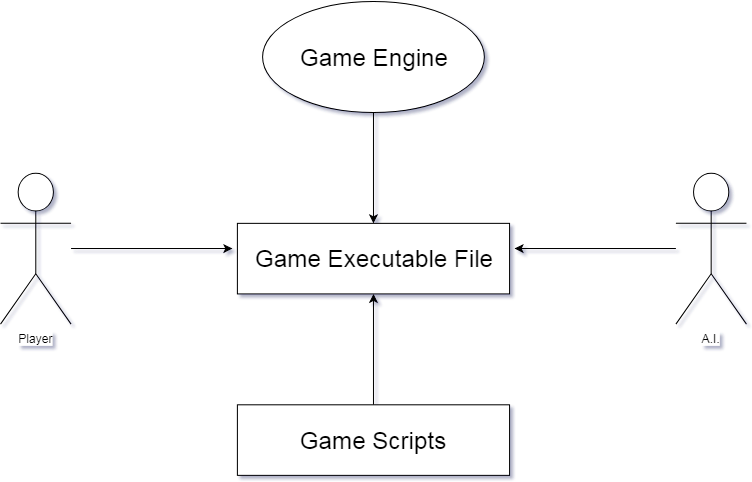 Game Engine
Game Executable File
Player
A.I.
Game Scripts